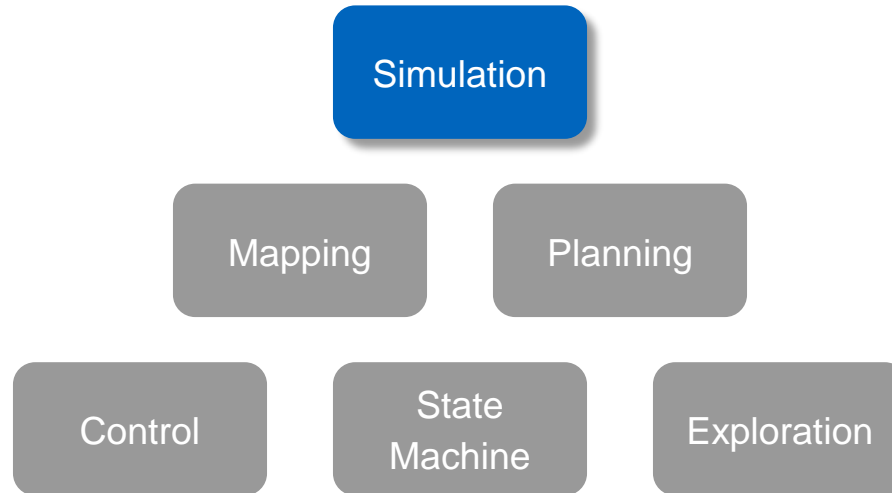 Simulation
Mapping
Planning
Control
State
Machine
Exploration